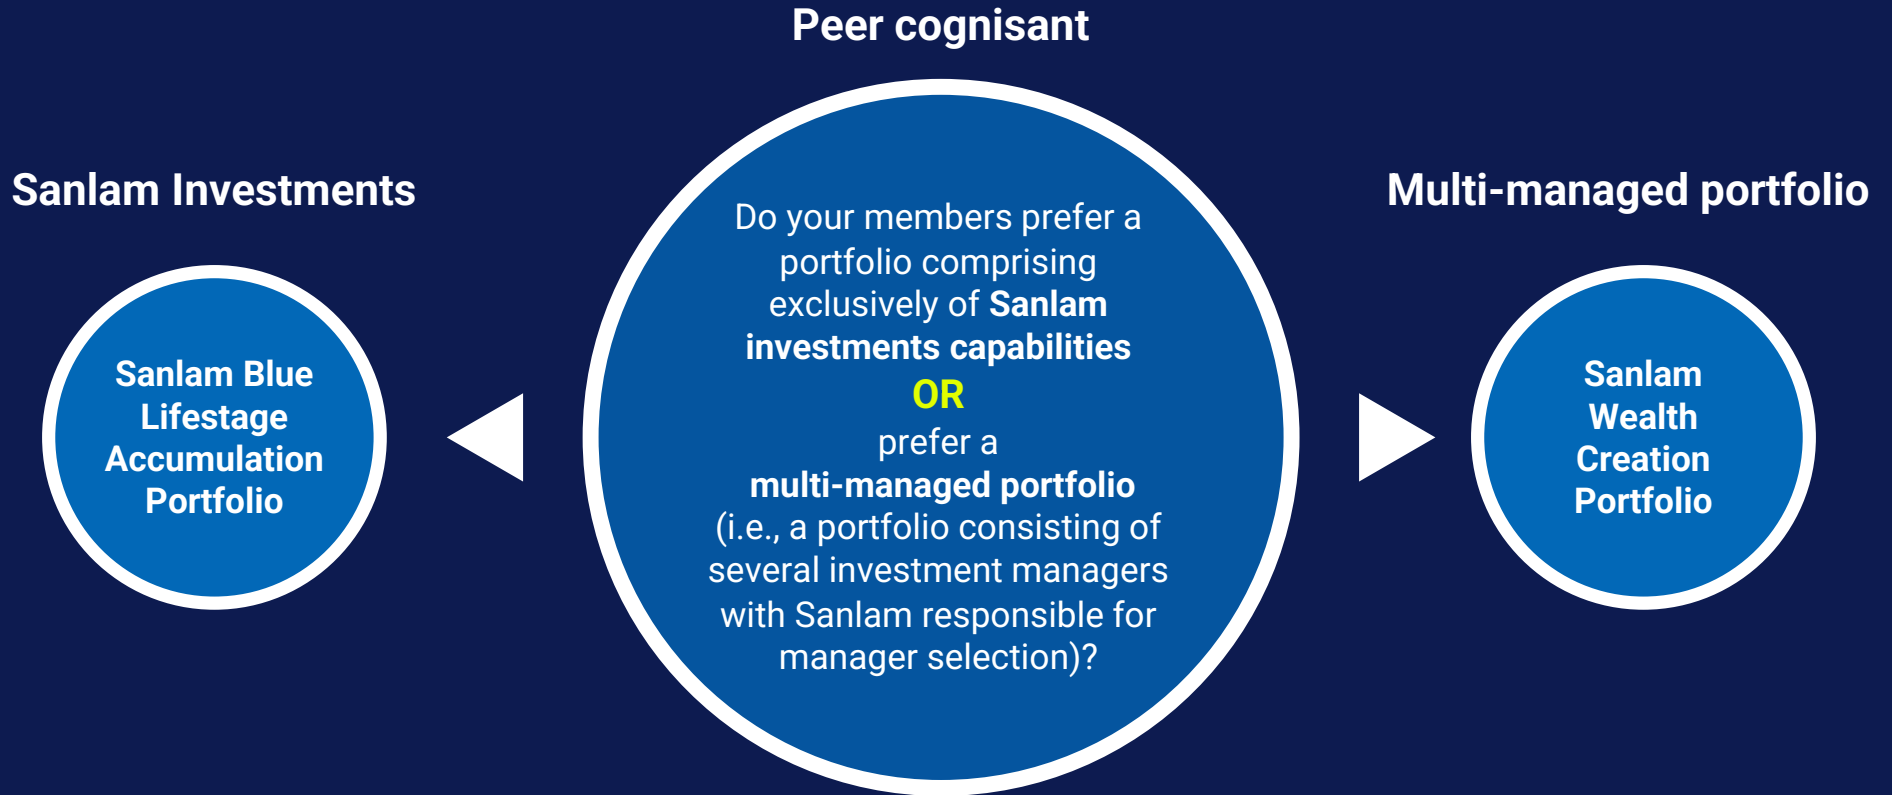 Peer cognisant
Sanlam Investments
Sanlam Blue
Lifestage
Accumulation
Portfolio
Do your members prefer a
portfolio comprising
exclusively of Sanlam
investments capabilities
OR
prefer a
multi-managed portfolio
(i.e., a portfolio consisting of
several investment managers
with Sanlam responsible for
manager selection)?
Multi-managed portfolio
Sanlam
Wealth
Creation
Portfolio